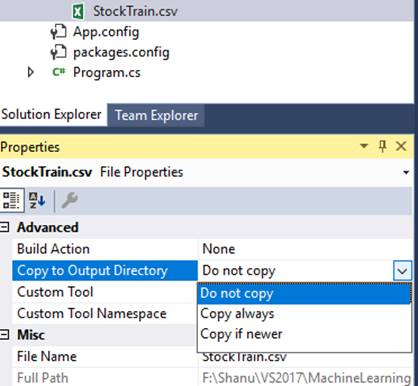 StockTrain.csv
App.config
packages.config
C# Program.cs
Solution Explorer Team Explorer
Properties
StockTrain.csv File Properties
Advanced
Build Action None
Copy to Output Directory Do not copy
Custom Tool Do not copy
Custom Tool Namespace Copy always
Copy if newer
Misc
File Name StockTrain.csv
Full Path F:\Shanu\VS2017\MachineLearning